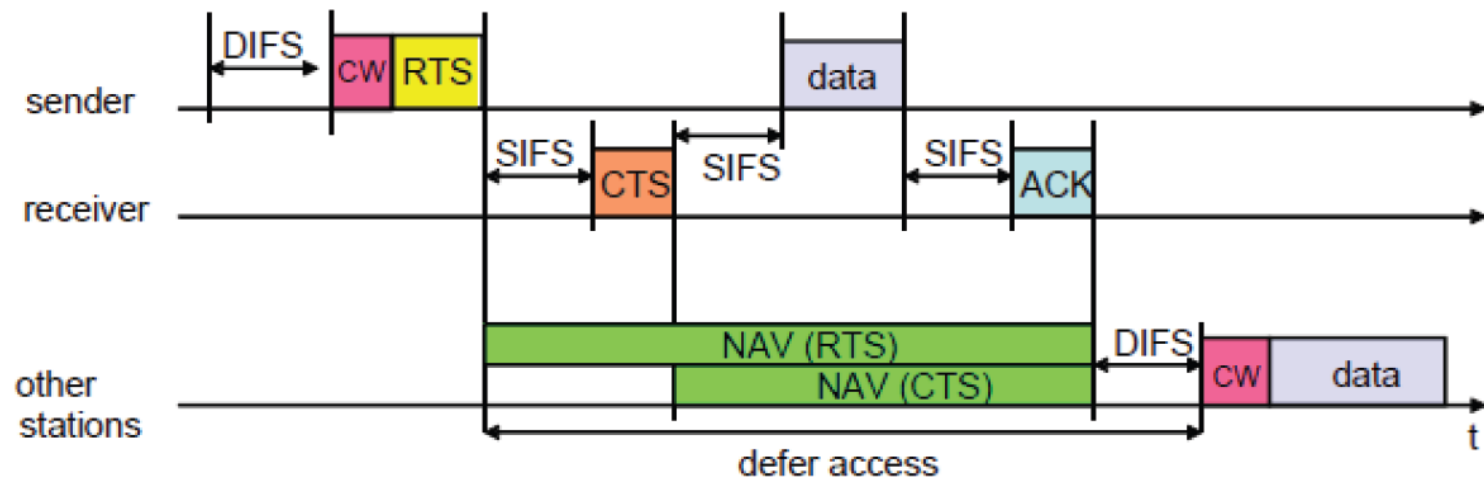 DIFS
CW RTS
data
sender
SIFS
SIFS
SIFS
CTS
ACK
receiver
NAV (RTS)
DIFS
NAV (CTS)
CW
data
other
stations
t
defer access